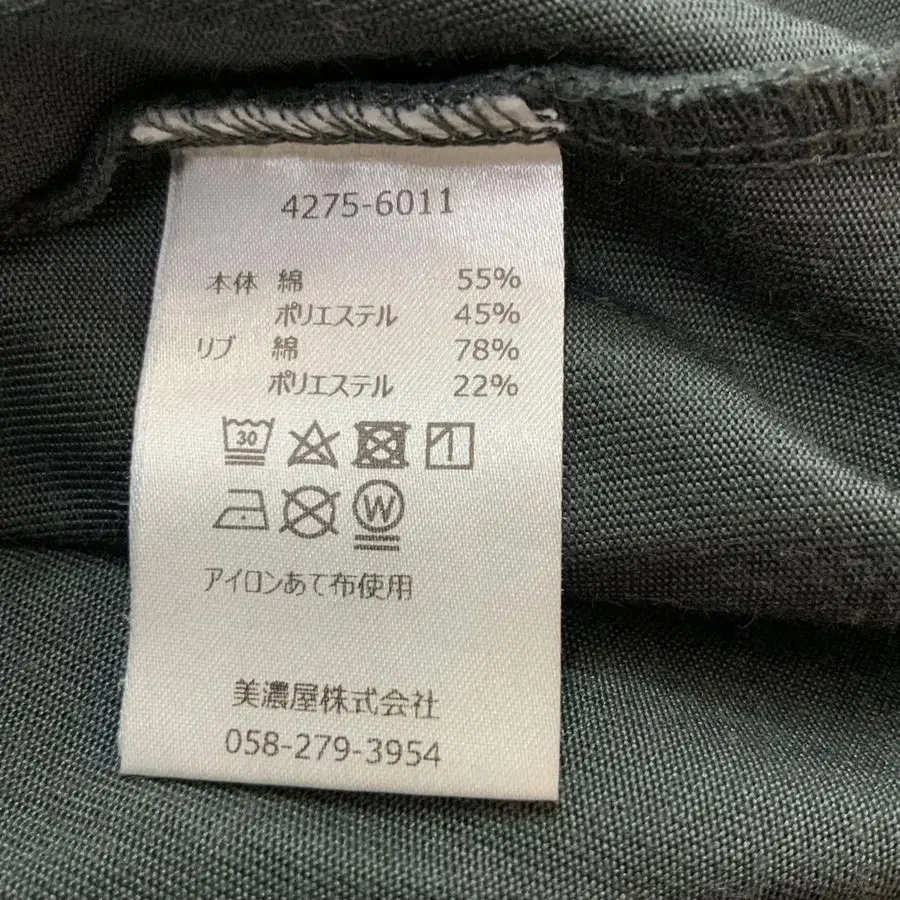 4275-6011
本体 綿 55%
ポリエステル 45%
リブ 綿 78%
ポリエステル 22%
30
W
アイロンあて布使用
美濃屋株式会社
058-279-3954